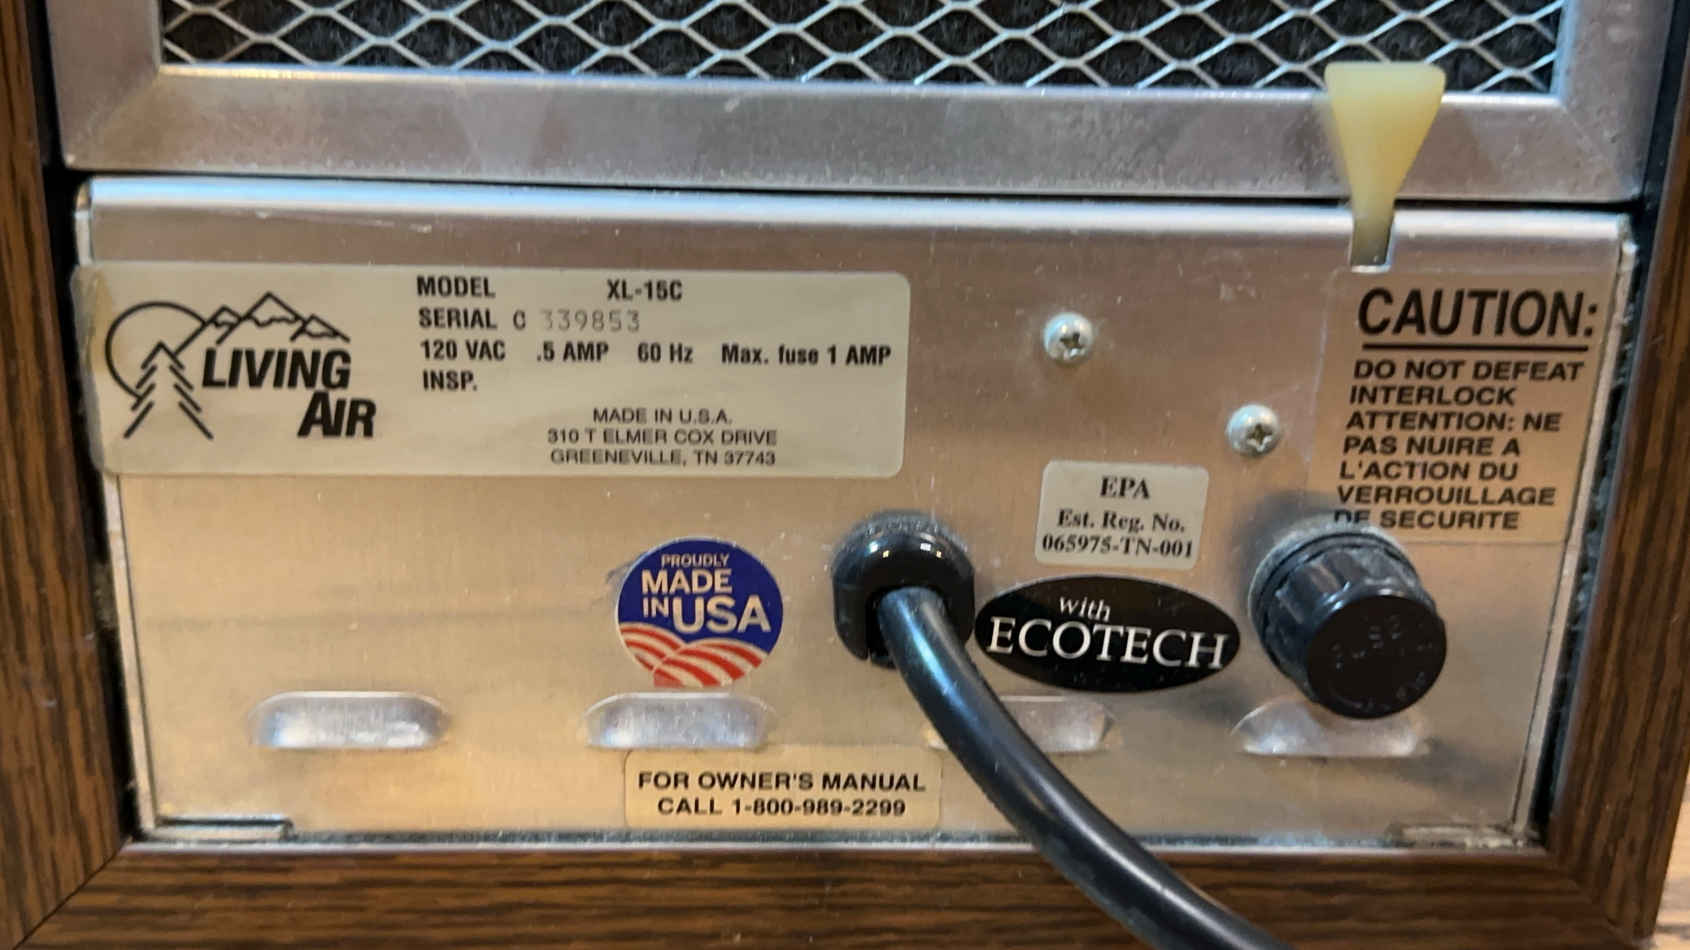 LIVING
AIR
MODEL XL-15C
SERIAL C 339853
120 VAC .5 AMP 60 Hz Max. fuse 1 AMP
INSP.
MADE IN U.S.A.
310 T ELMER COX DRIVE
GREENEVILLE, TN 37743
CAUTION:
DO NOT DEFEAT
INTERLOCK
ATTENTION: NE
PAS NUIRE A
L'ACTION DU
VERROUILLAGE
DE SECURITE
EPA
Est. Reg. No.
065975-TN-001
PROUDLY
MADE
IN USA
with
ECOTECH
FOR OWNER'S MANUAL
CALL 1-800-989-2299